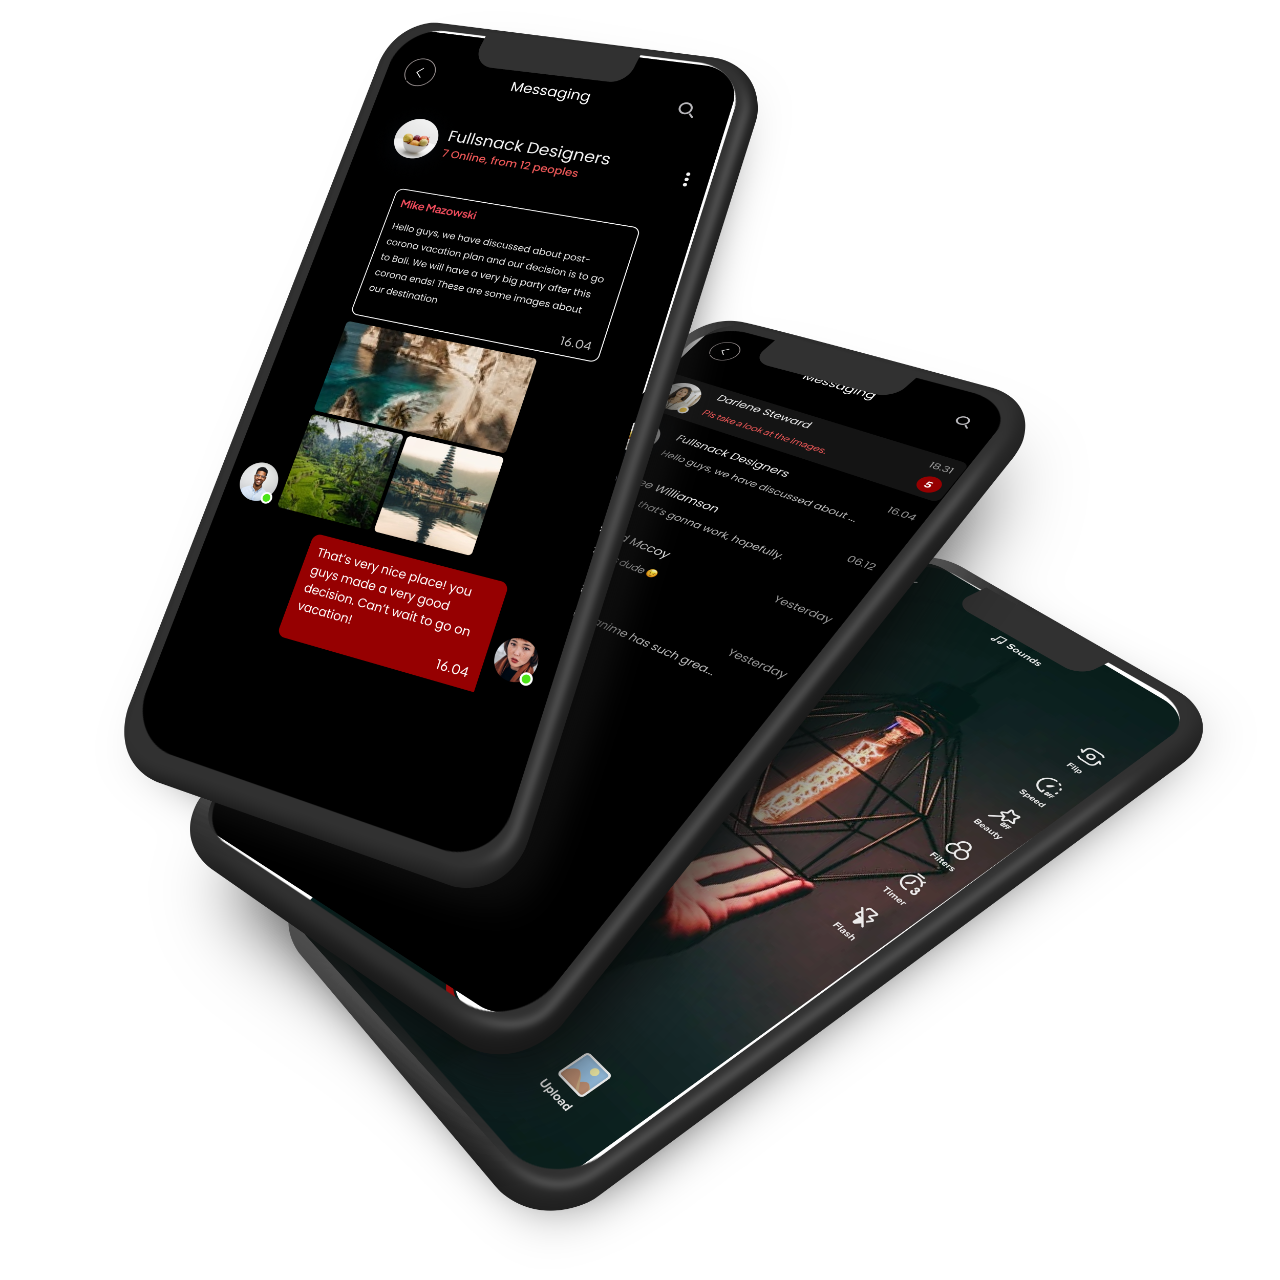 Messaging
Fullsnack Designers
7 Online, from 12 peoples
Mike Mazowski
Hello guys, we have discussed about post-
corona vacation plan and our decision is to go
to Bali. We will have a very big party after this
corona ends! These are some images about
our destination
16.04
That's very nice place! you
guys made a very good
decision. Can't wait to go on
vacation!
16.04
Messaging
Darlene Steward
Pls take a look at the images.
18.31
5
Fullsnack Designers
Hello guys, we have discussed about ...
16.04
Williamson
that's gonna work, hopefully.
06.12
Mccoy
dude 😜
Yesterday
anime has such grea...
Yesterday
Sounds
Flip
Speed
OFF
Beauty
OFF
Filters
Timer
3
Flash
Upload